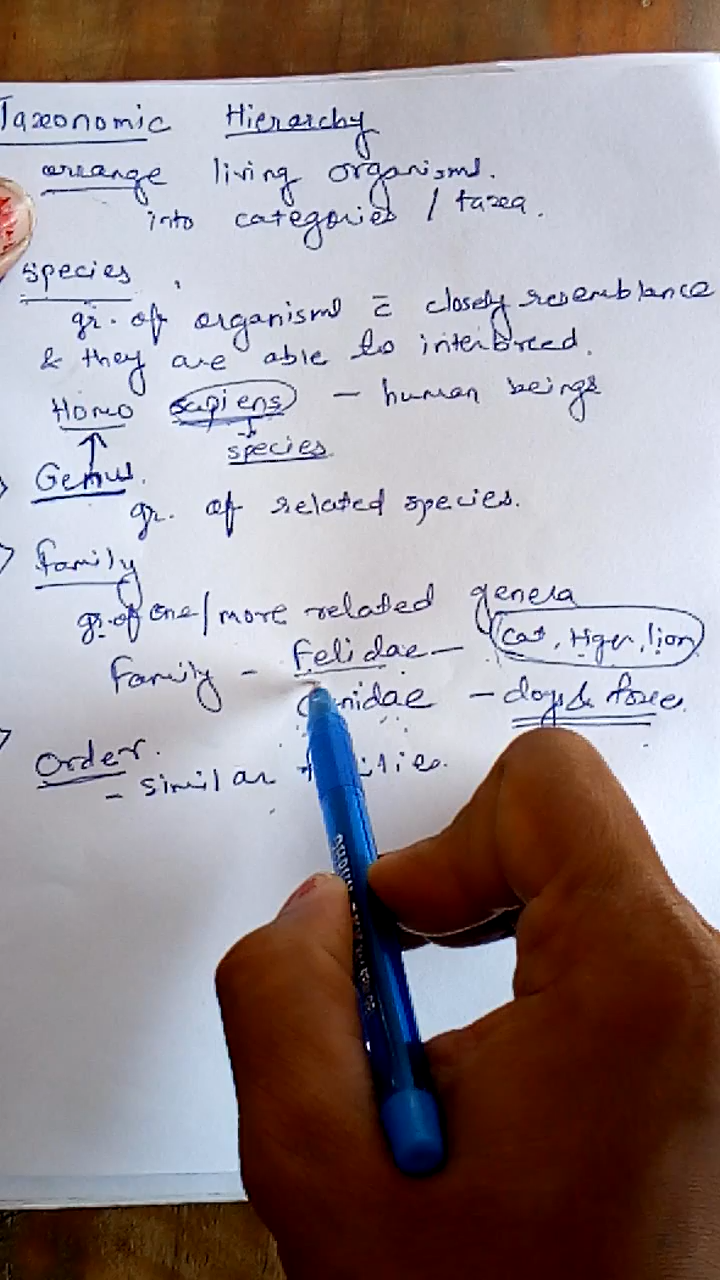 Taxonomic Hierarchy
arrange living organisms.
into categories / taxa.
Species
gr. of organisms c̄ closely resemblance
& they are able to interbreed.
Homo sapiens – human beings
species
Genus.
gr. of related species.
family
gr. of one/more related genera
Family – Felidae – cat, tiger, lion
– dogs & foxes.
Order.
– similar